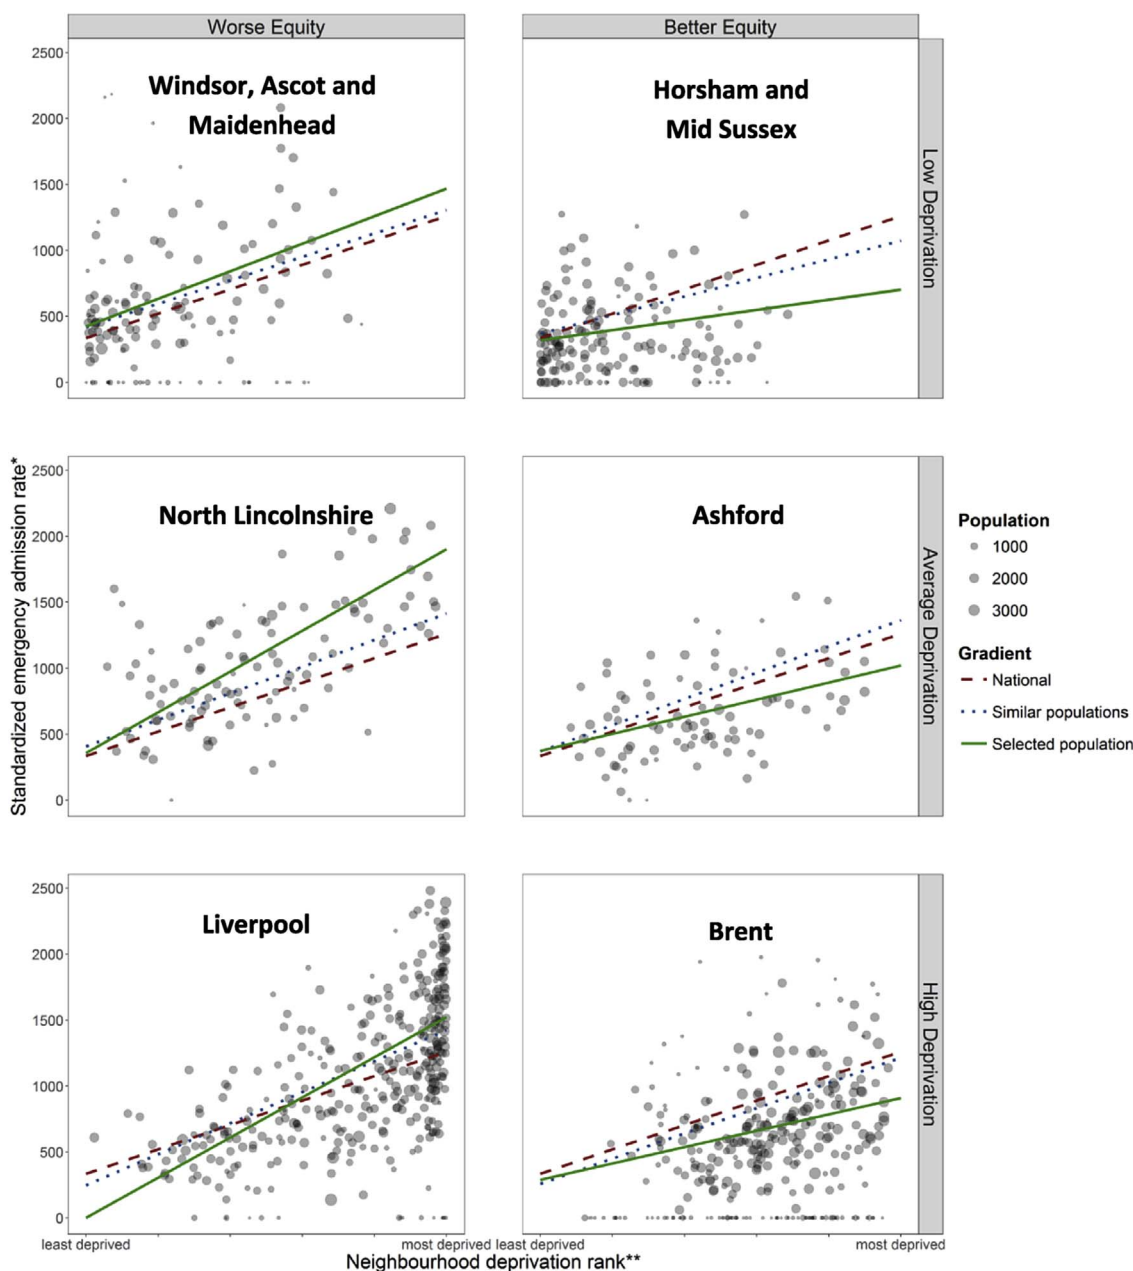 Worse Equity
Better Equity
2500
2000
1500
1000
500
0
Windsor, Ascot and
Maidenhead
Horsham and
Mid Sussex
Low Deprivation
Standardized emergency admission rate*
2500
2000
1500
1000
500
0
North Lincolnshire
Ashford
Average Deprivation
Population
1000
2000
3000
Gradient
National
Similar populations
Selected population
2500
2000
1500
1000
500
0
Liverpool
Brent
High Deprivation
least deprived
most deprived
least deprived
most deprived
Neighbourhood deprivation rank**